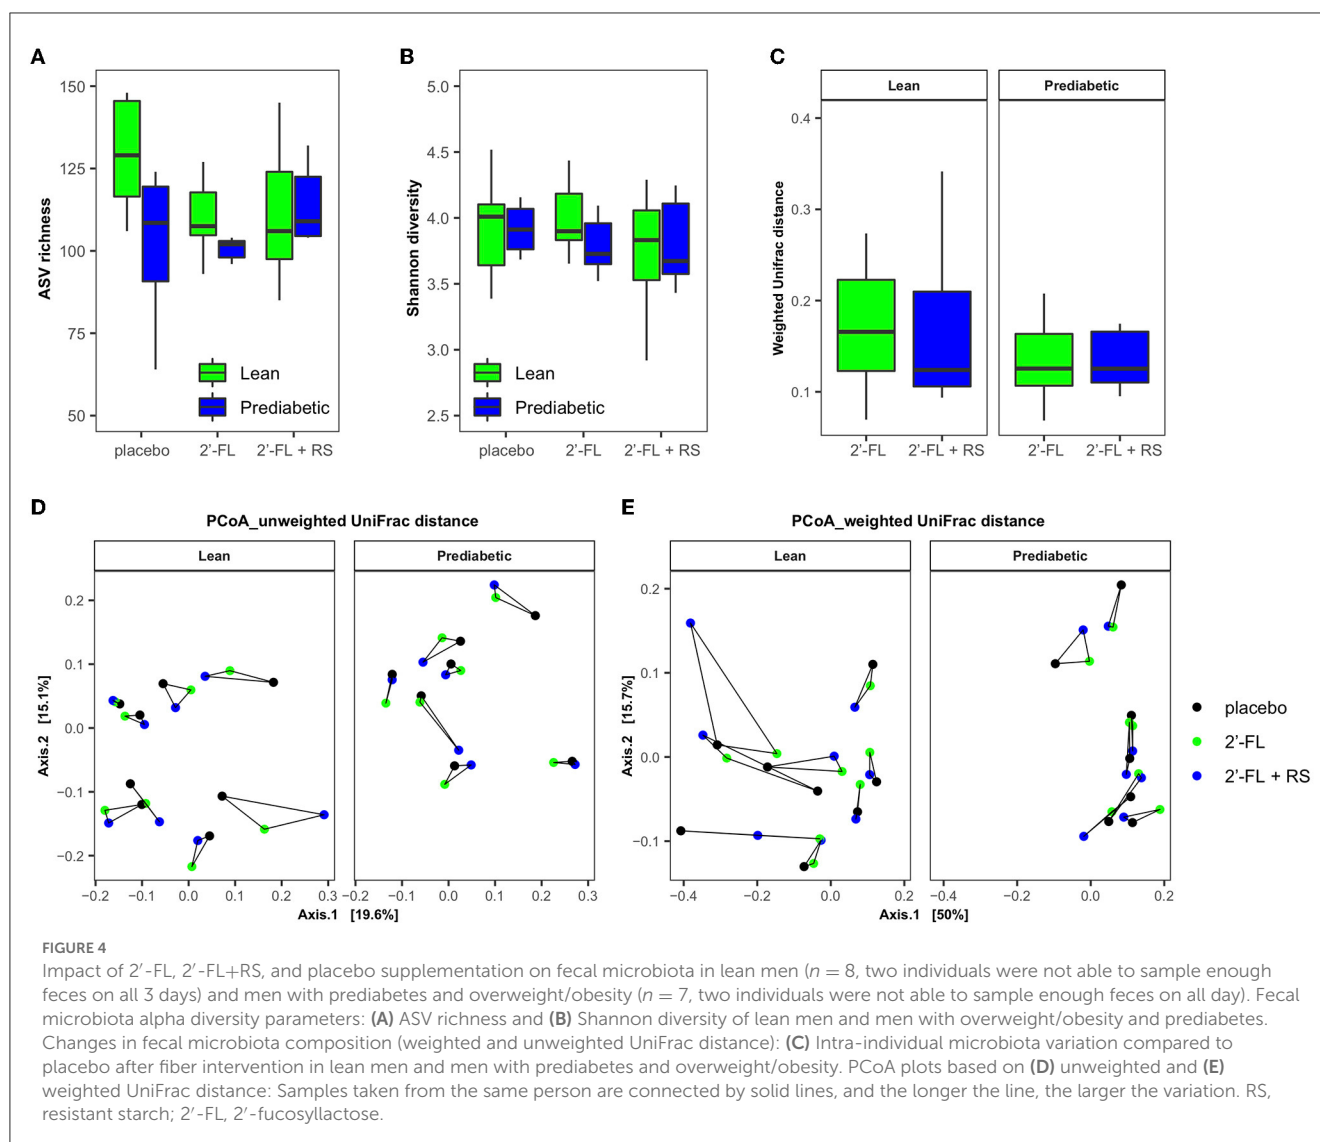 A
B
C
150
125
100
75
50
ASV richness
Lean
Prediabetic
placebo
2'-FL
2'-FL + RS
5.0
4.5
4.0
3.5
3.0
2.5
Shannon diversity
Lean
Prediabetic
placebo
2'-FL
2'-FL + RS
Lean
Prediabetic
0.4
0.3
0.2
0.1
Weighted Unifrac distance
2'-FL
2'-FL + RS
2'-FL
2'-FL + RS
D
PCoA_unweighted UniFrac distance
Lean
Prediabetic
0.2
0.1
0.0
−0.1
−0.2
Axis.2 [15.1%]
−0.2
−0.1
0.0
0.1
0.2
0.3
−0.2
−0.1
0.0
0.1
0.2
0.3
Axis.1 [19.6%]
E
PCoA_weighted UniFrac distance
Lean
Prediabetic
0.2
0.1
0.0
−0.1
Axis.2 [15.7%]
−0.4
−0.2
0.0
0.2
−0.4
−0.2
0.0
0.2
Axis.1 [50%]
placebo
2'-FL
2'-FL + RS
FIGURE 4
Impact of 2′-FL, 2′-FL+RS, and placebo supplementation on fecal microbiota in lean men (n = 8, two individuals were not able to sample enough
feces on all 3 days) and men with prediabetes and overweight/obesity (n = 7, two individuals were not able to sample enough feces on all day). Fecal
microbiota alpha diversity parameters: (A) ASV richness and (B) Shannon diversity of lean men and men with overweight/obesity and prediabetes.
Changes in fecal microbiota composition (weighted and unweighted UniFrac distance): (C) Intra-individual microbiota variation compared to
placebo after fiber intervention in lean men and men with prediabetes and overweight/obesity. PCoA plots based on (D) unweighted and (E)
weighted UniFrac distance: Samples taken from the same person are connected by solid lines, and the longer the line, the larger the variation. RS,
resistant starch; 2′-FL, 2′-fucosyllactose.